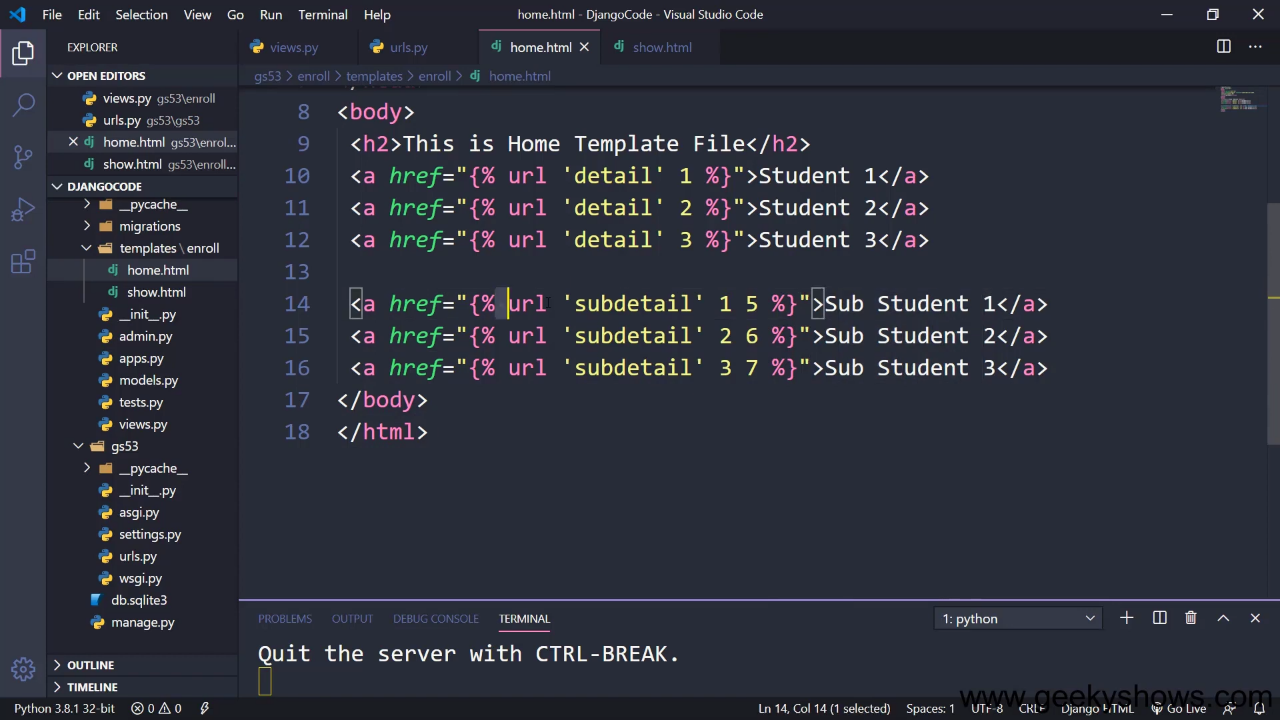 File Edit Selection View Go Run Terminal Help home.html - DjangoCode - Visual Studio Code
EXPLORER
OPEN EDITORS
views.py gs53\enroll
urls.py gs53\gs53
home.html gs53\enrol...
show.html gs53\enrol...
DJANGOCODE
__pycache__
migrations
templates \ enroll
home.html
show.html
__init__.py
admin.py
apps.py
models.py
tests.py
views.py
gs53
__pycache__
__init__.py
asgi.py
settings.py
urls.py
wsgi.py
db.sqlite3
manage.py
OUTLINE
TIMELINE
views.py urls.py home.html show.html
gs53 > enroll > templates > enroll > home.html
8 <body>
9 <h2>This is Home Template File</h2>
10 <a href="{% url 'detail' 1 %}">Student 1</a>
11 <a href="{% url 'detail' 2 %}">Student 2</a>
12 <a href="{% url 'detail' 3 %}">Student 3</a>
13
14 <a href="{% url 'subdetail' 1 5 %}">Sub Student 1</a>
15 <a href="{% url 'subdetail' 2 6 %}">Sub Student 2</a>
16 <a href="{% url 'subdetail' 3 7 %}">Sub Student 3</a>
17 </body>
18 </html>
PROBLEMS OUTPUT DEBUG CONSOLE TERMINAL 1: python
Quit the server with CTRL-BREAK.
www.geekyshows.com
Python 3.8.1 32-bit 0 0 Ln 14, Col 14 (1 selected) Spaces: 1 UTF-8 CRLF Django HTML Go Live